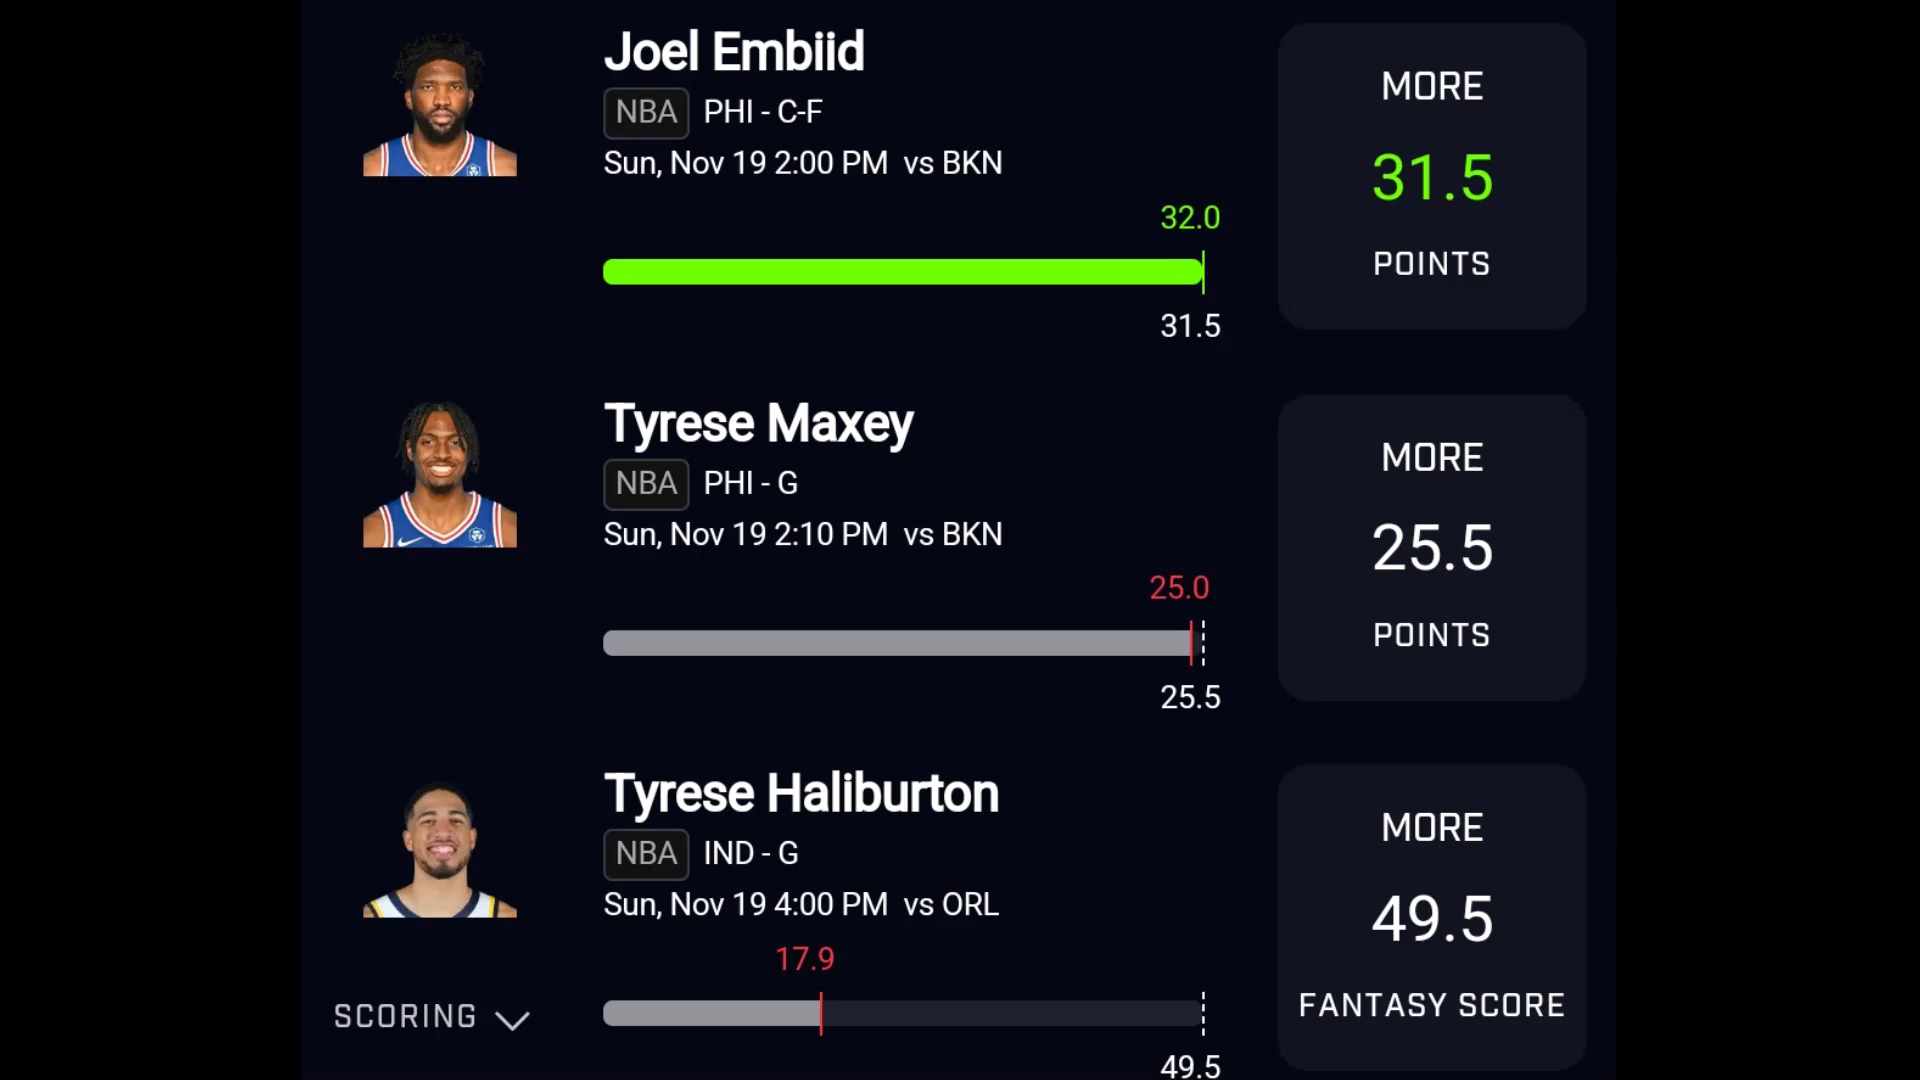 Joel Embiid
NBA PHI - C-F
Sun, Nov 19 2:00 PM vs BKN
32.0
31.5
MORE
31.5
POINTS
Tyrese Maxey
NBA PHI - G
Sun, Nov 19 2:10 PM vs BKN
25.0
25.5
MORE
25.5
POINTS
Tyrese Haliburton
NBA IND - G
Sun, Nov 19 4:00 PM vs ORL
17.9
SCORING
49.5
MORE
49.5
FANTASY SCORE